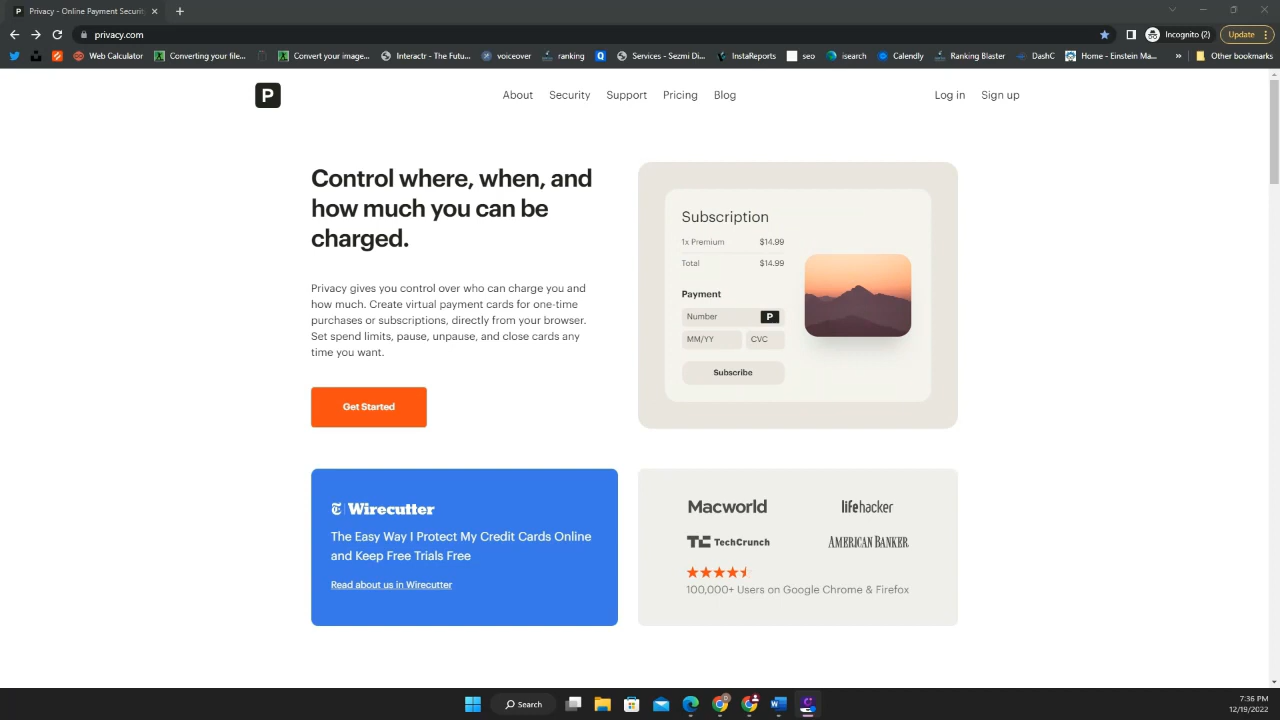 P Privacy - Online Payment Securit
privacy.com
Incognito (2)
Update
Web Calculator
Converting your file...
Convert your image...
Interactr - The Futu...
voiceover
ranking
Services - Sezmi Di...
InstaReports
seo
isearch
Calendly
Ranking Blaster
DashC
Home - Einstein Ma...
»
Other bookmarks
P
About
Security
Support
Pricing
Blog
Log in
Sign up
Control where, when, and
how much you can be
charged.
Privacy gives you control over who can charge you and
how much. Create virtual payment cards for one-time
purchases or subscriptions, directly from your browser.
Set spend limits, pause, unpause, and close cards any
time you want.
Get Started
Subscription
1x Premium $14.99
Total $14.99
Payment
Number P
MM/YY CVC
Subscribe
T Wirecutter
The Easy Way I Protect My Credit Cards Online
and Keep Free Trials Free
Read about us in Wirecutter
Macworld lifehacker
TC TechCrunch AMERICAN BANKER
100,000+ Users on Google Chrome & Firefox
Search
7:36 PM
12/19/2022